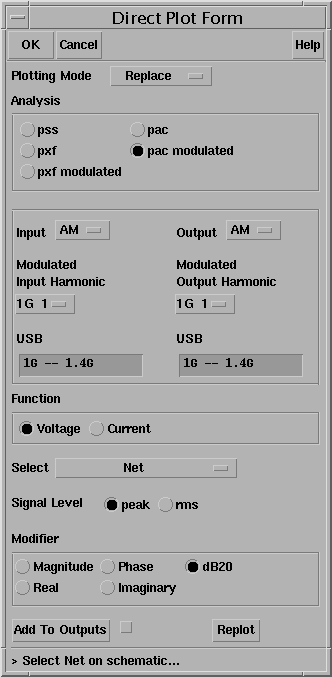 Direct Plot Form
OK Cancel Help
Plotting Mode Replace
Analysis
pss pac
pxf pac modulated
pxf modulated
Input AM Output AM
Modulated Modulated
Input Harmonic Output Harmonic
1G 1 1G 1
USB USB
1G -- 1.4G 1G -- 1.4G
Function
Voltage Current
Select Net
Signal Level peak rms
Modifier
Magnitude Phase dB20
Real Imaginary
Add To Outputs Replot
> Select Net on schematic...